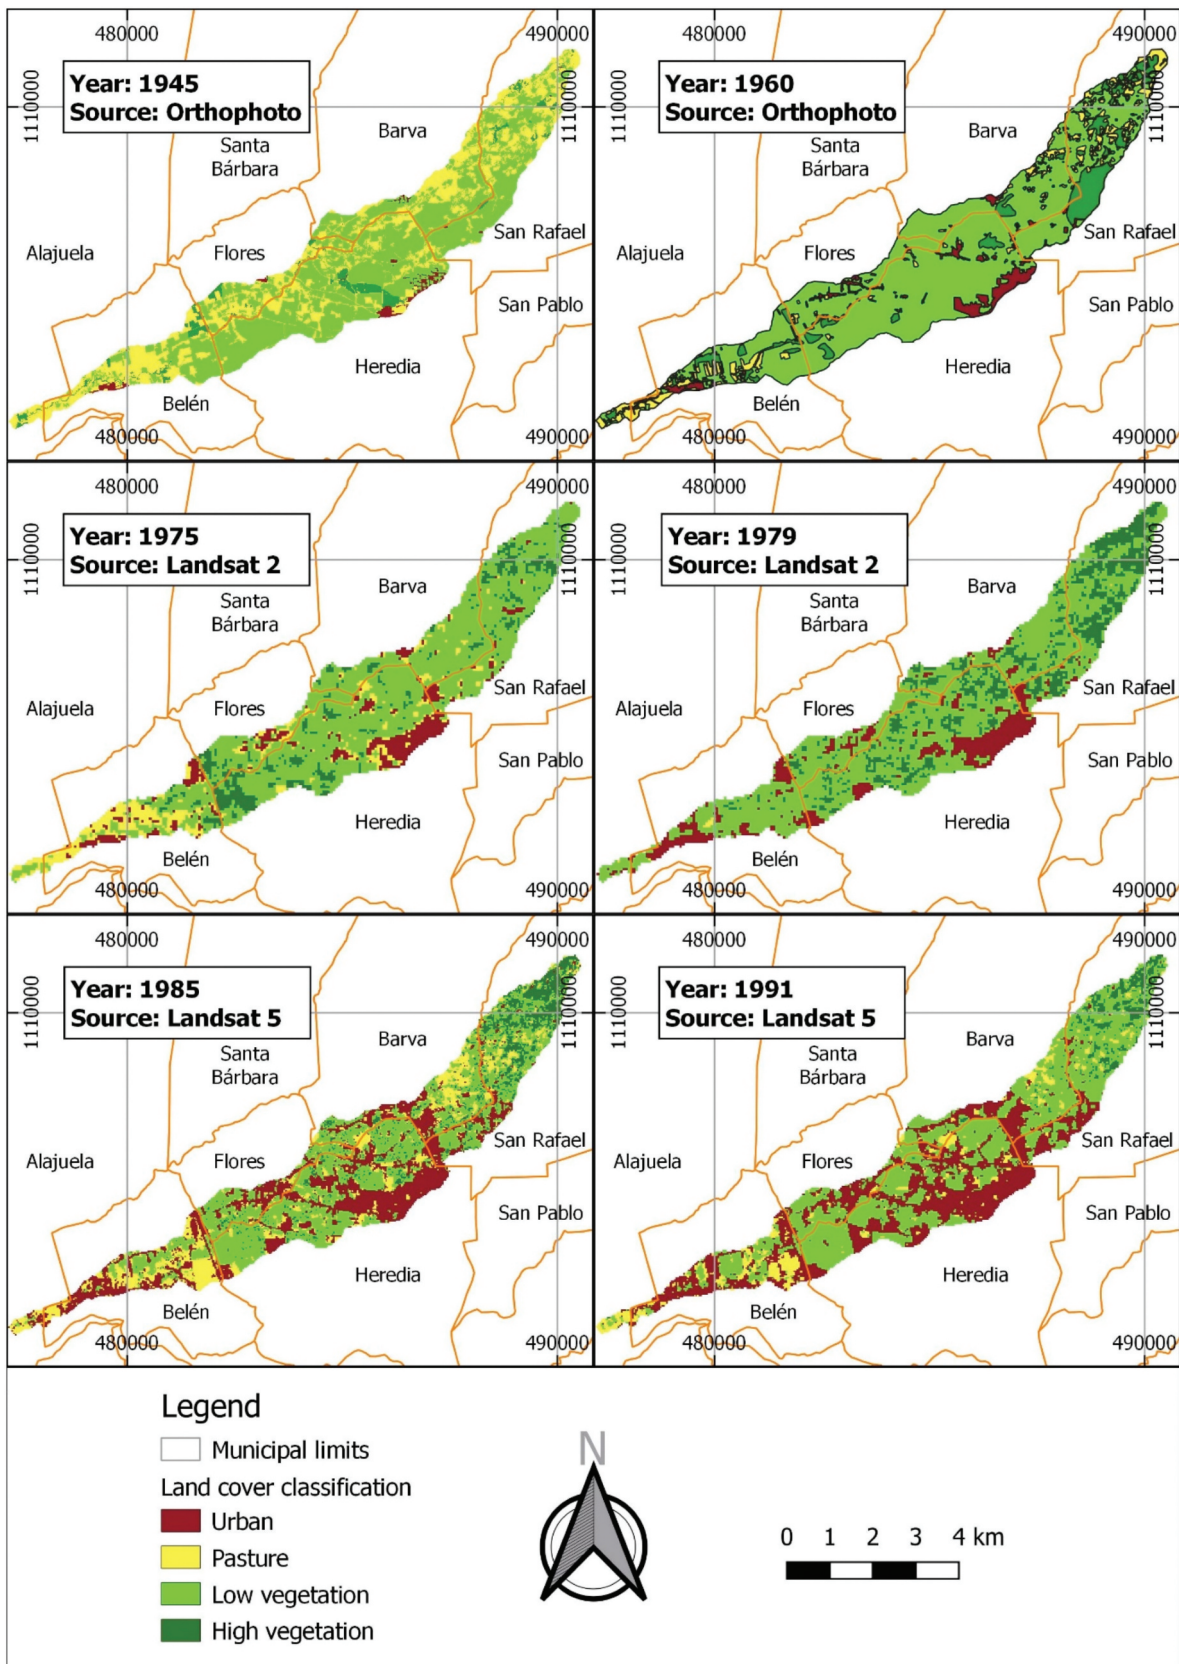 480000
490000
Year: 1945
Source: Orthophoto
1110000
1110000
Barva
Santa
Bárbara
San Rafael
Alajuela
Flores
San Pablo
Heredia
Belén
480000
490000
480000
490000
Year: 1960
Source: Orthophoto
1110000
1110000
Barva
Santa
Bárbara
San Rafael
Alajuela
Flores
San Pablo
Heredia
Belén
480000
490000
480000
490000
Year: 1975
Source: Landsat 2
1110000
1110000
Barva
Santa
Bárbara
San Rafael
Alajuela
Flores
San Pablo
Heredia
Belén
480000
490000
480000
490000
Year: 1979
Source: Landsat 2
1110000
1110000
Barva
Santa
Bárbara
San Rafael
Alajuela
Flores
San Pablo
Heredia
Belén
480000
490000
480000
490000
Year: 1985
Source: Landsat 5
1110000
1110000
Barva
Santa
Bárbara
San Rafael
Alajuela
Flores
San Pablo
Heredia
Belén
480000
490000
480000
490000
Year: 1991
Source: Landsat 5
1110000
1110000
Barva
Santa
Bárbara
San Rafael
Alajuela
Flores
San Pablo
Heredia
Belén
480000
490000
Legend
Municipal limits
Land cover classification
Urban
Pasture
Low vegetation
High vegetation
N
0 1 2 3 4 km